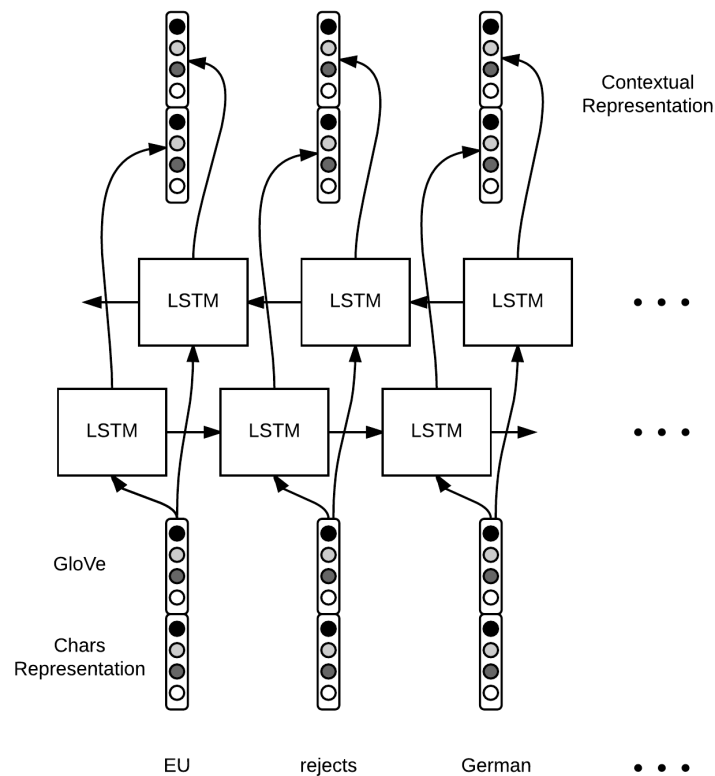 Contextual
Representation
LSTM LSTM LSTM
LSTM LSTM LSTM
GloVe
Chars
Representation
EU rejects German